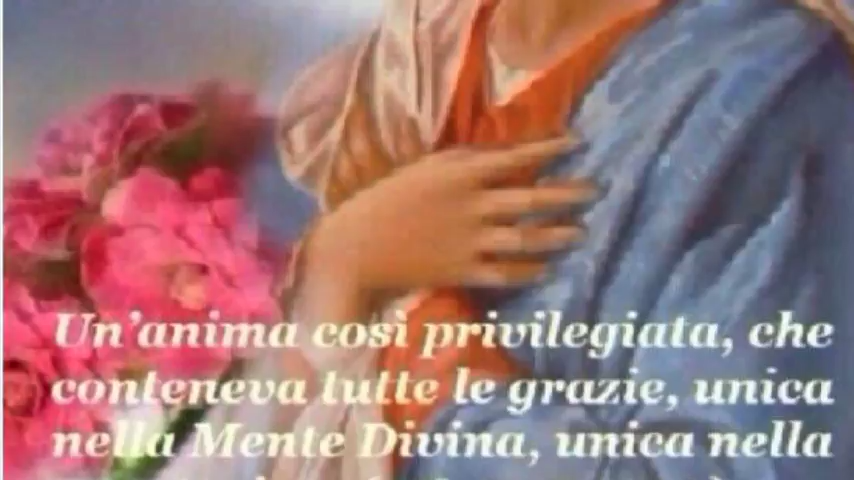 Un'anima così privilegiata, che
conteneva tutte le grazie, unica
nella Mente Divina, unica nella